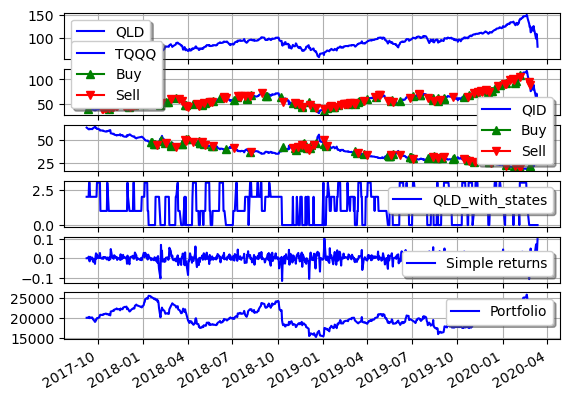 150
100
QLD
TQQQ
Buy
Sell
100
50
QID
Buy
Sell
50
25
2.5
0.0
QLD_with_states
0.1
0.0
-0.1
Simple returns
25000
20000
15000
Portfolio
2017-10
2018-01
2018-04
2018-07
2018-10
2019-01
2019-04
2019-07
2019-10
2020-01
2020-04